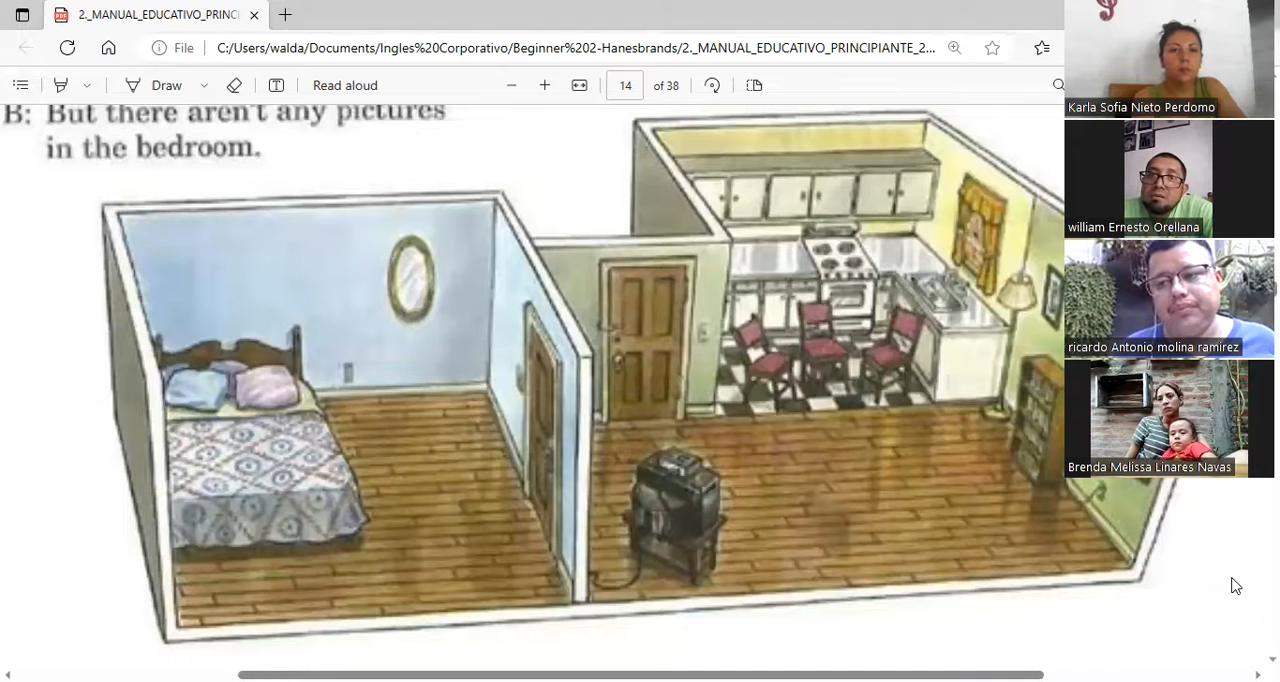 2._MANUAL_EDUCATIVO_PRINCI
File
C:/Users/walda/Documents/Ingles%20Corporativo/Beginner%202-Hanesbrands/2._MANUAL_EDUCATIVO_PRINCIPIANTE_2...
Draw
Read aloud
14
of 38
B: But there aren't any pictures
in the bedroom.
Karla Sofia Nieto Perdomo
william Ernesto Orellana
ricardo Antonio molina ramirez
Brenda Melissa Linares Navas